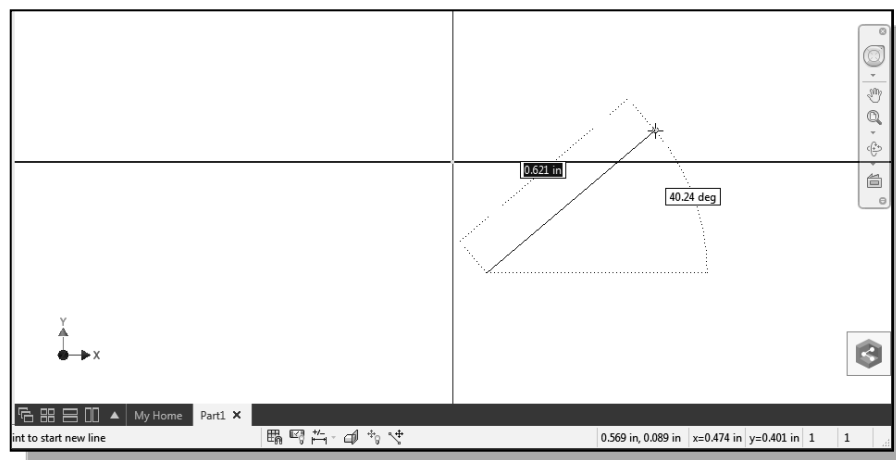 0.621 in
40.24 deg
Y
X
My Home Part1
int to start new line 0.569 in, 0.089 in x=0.474 in y=0.401 in 1 1